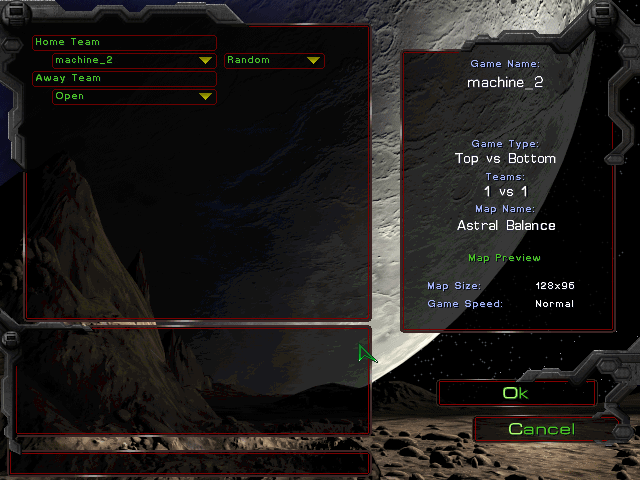 Home Team
machine_2
Random
Away Team
Open
Game Name:
machine_2
Game Type:
Top vs Bottom
Teams:
1 vs 1
Map Name:
Astral Balance
Map Preview
Map Size: 128x96
Game Speed: Normal
Ok
Cancel